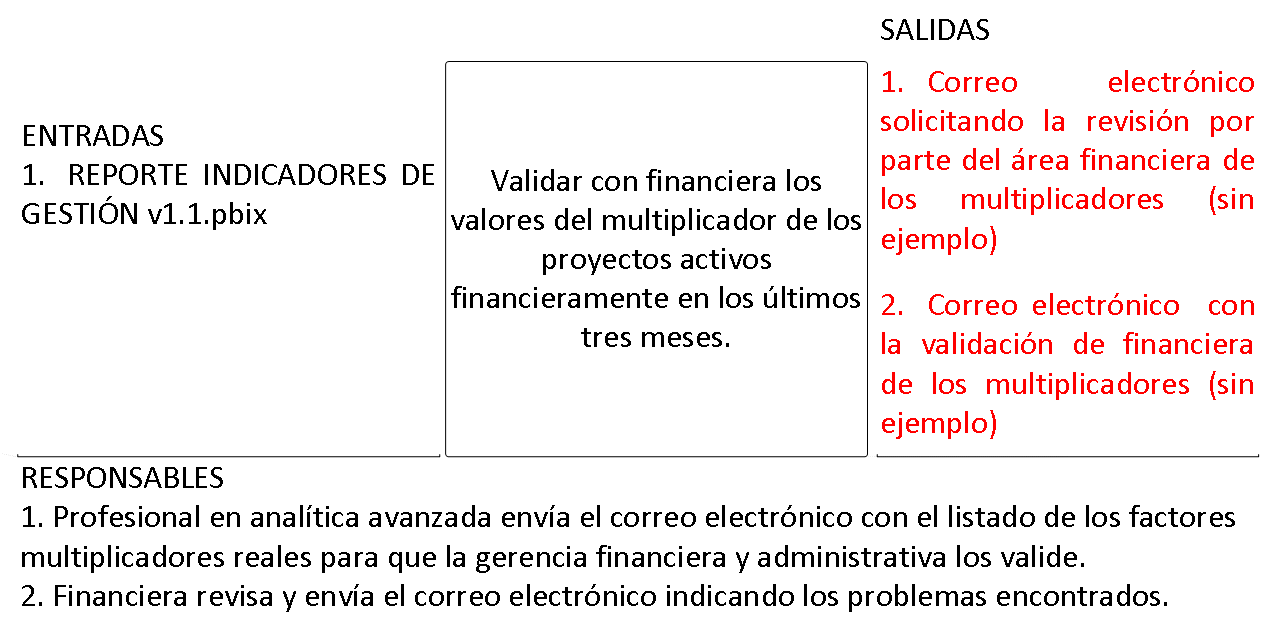 ENTRADAS
1. REPORTE INDICADORES DE
GESTIÓN v1.1.pbix
Validar con financiera los
valores del multiplicador de los
proyectos activos
financieramente en los últimos
tres meses.
SALIDAS
1. Correo electrónico
solicitando la revisión por
parte del área financiera de
los multiplicadores (sin
ejemplo)
2. Correo electrónico con
la validación de financiera
de los multiplicadores (sin
ejemplo)
RESPONSABLES
1. Profesional en analítica avanzada envía el correo electrónico con el listado de los factores
multiplicadores reales para que la gerencia financiera y administrativa los valide.
2. Financiera revisa y envía el correo electrónico indicando los problemas encontrados.